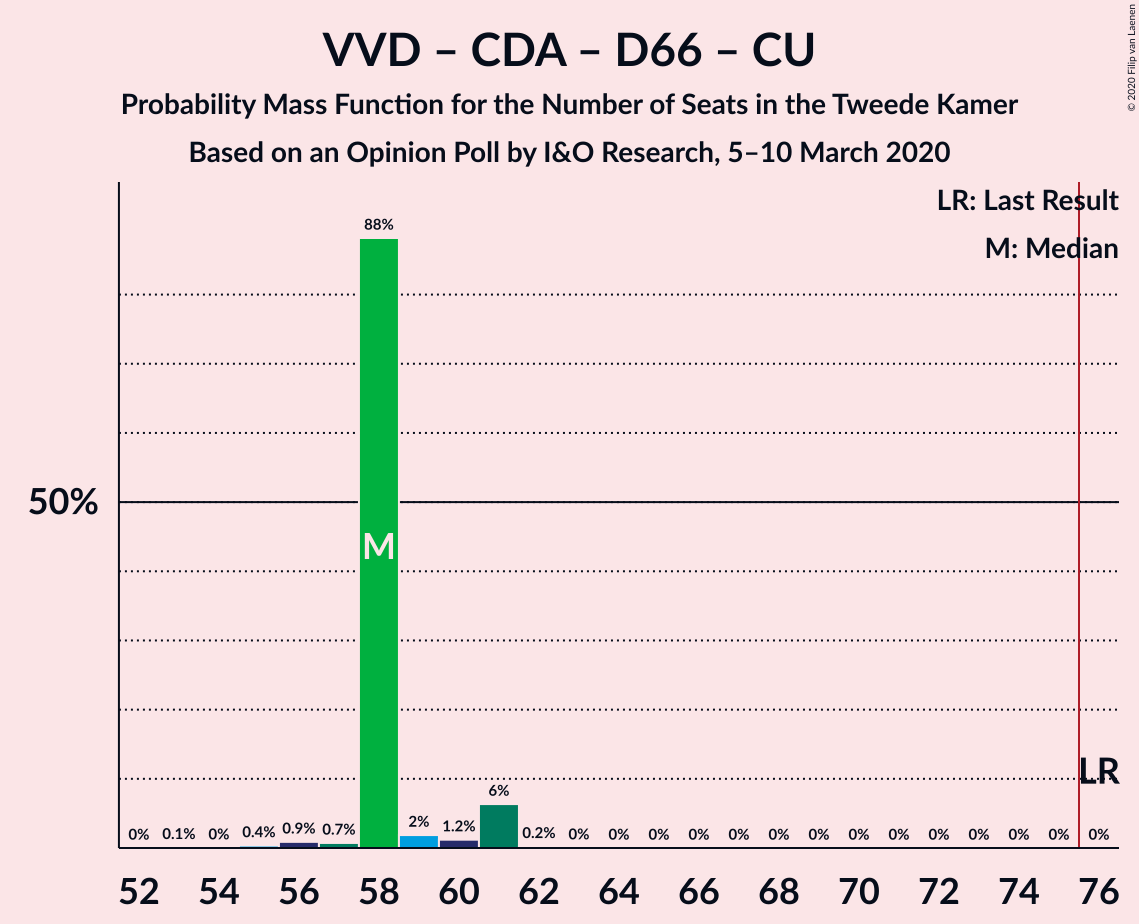 VVD – CDA – D66 – CU
Probability Mass Function for the Number of Seats in the Tweede Kamer
Based on an Opinion Poll by I&O Research, 5–10 March 2020
© 2020 Filip van Laenen
LR: Last Result
M: Median
88%
50%
M
LR
0% 0.1% 0% 0.4% 0.9% 0.7% 2% 1.2% 6% 0.2% 0% 0% 0% 0% 0% 0% 0% 0% 0% 0% 0% 0% 0% 0%
52 54 56 58 60 62 64 66 68 70 72 74 76